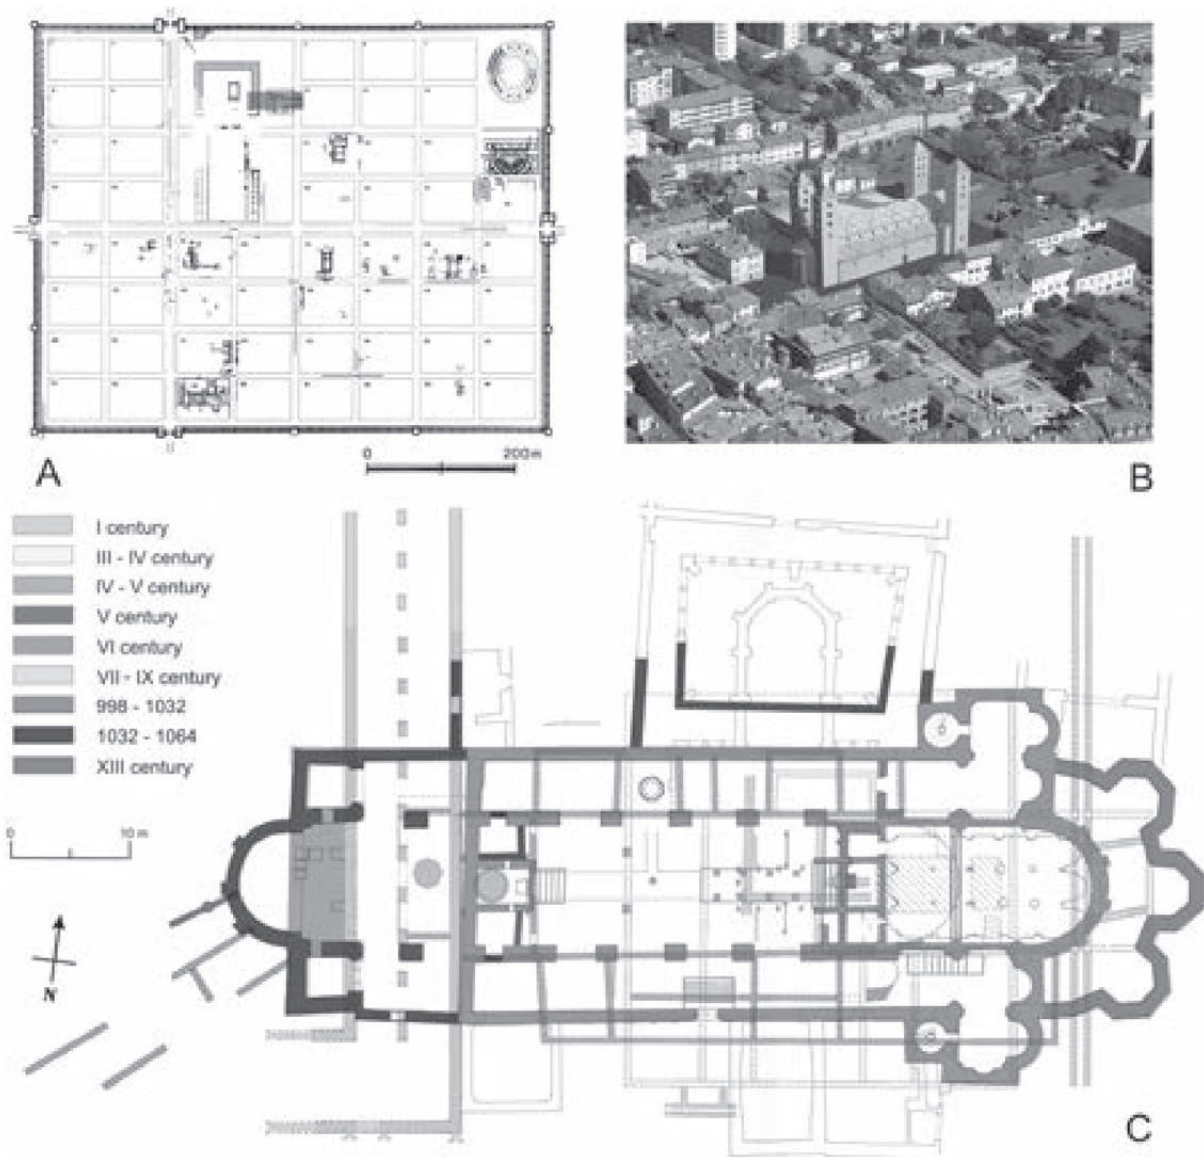 0 200m
A
B
I century
III - IV century
IV - V century
V century
VI century
VII - IX century
998 - 1032
1032 - 1064
XIII century
0 10 m
N
C